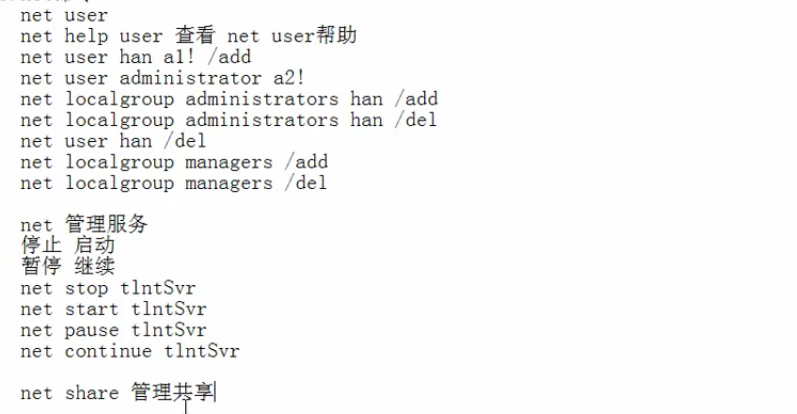 net user
net help user 查看 net user帮助
net user han a1! /add
net user administrator a2!
net localgroup administrators han /add
net localgroup administrators han /del
net user han /del
net localgroup managers /add
net localgroup managers /del
net 管理服务
停止 启动
暂停 继续
net stop tlntSvr
net start tlntSvr
net pause tlntSvr
net continue tlntSvr
net share 管理共享